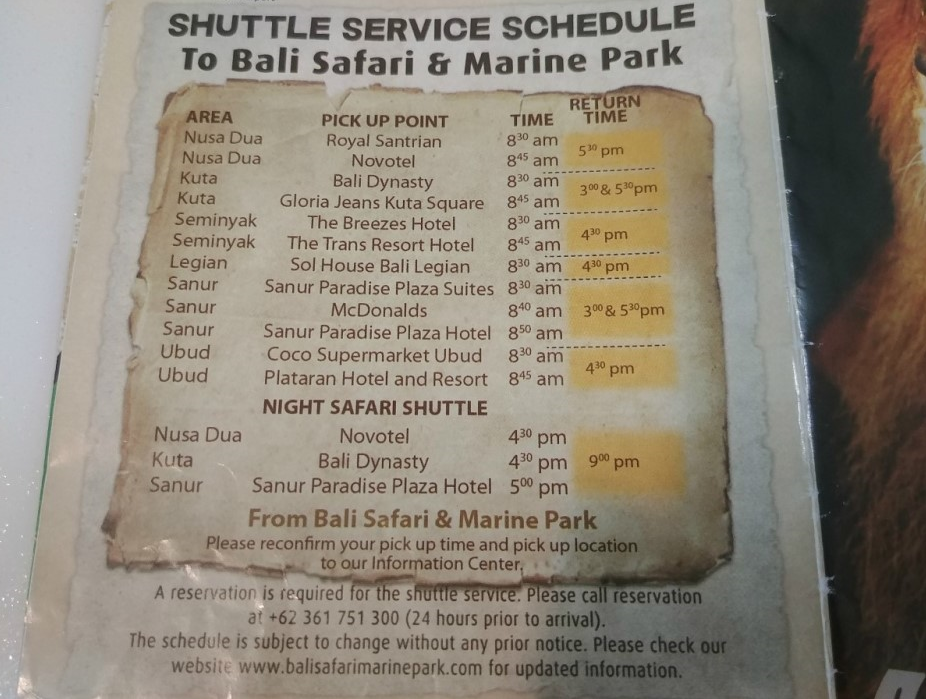 SHUTTLE SERVICE SCHEDULE
To Bali Safari & Marine Park
AREA PICK UP POINT TIME RETURN TIME
Nusa Dua Royal Santrian 8³⁰ am 5³⁰ pm
Nusa Dua Novotel 8⁴⁵ am
Kuta Bali Dynasty 8³⁰ am 3⁰⁰ & 5³⁰pm
Kuta Gloria Jeans Kuta Square 8⁴⁵ am
Seminyak The Breezes Hotel 8³⁰ am 4³⁰ pm
Seminyak The Trans Resort Hotel 8⁴⁵ am
Legian Sol House Bali Legian 8³⁰ am 4³⁰ pm
Sanur Sanur Paradise Plaza Suites 8³⁰ am
Sanur McDonalds 8⁴⁰ am 3⁰⁰ & 5³⁰pm
Sanur Sanur Paradise Plaza Hotel 8⁵⁰ am
Ubud Coco Supermarket Ubud 8³⁰ am 4³⁰ pm
Ubud Plataran Hotel and Resort 8⁴⁵ am
NIGHT SAFARI SHUTTLE
Nusa Dua Novotel 4³⁰ pm
Kuta Bali Dynasty 4³⁰ pm 9⁰⁰ pm
Sanur Sanur Paradise Plaza Hotel 5⁰⁰ pm
From Bali Safari & Marine Park
Please reconfirm your pick up time and pick up location
to our Information Center.
A reservation is required for the shuttle service. Please call reservation
at +62 361 751 300 (24 hours prior to arrival).
The schedule is subject to change without any prior notice. Please check our
website www.balisafarimarinepark.com for updated information.